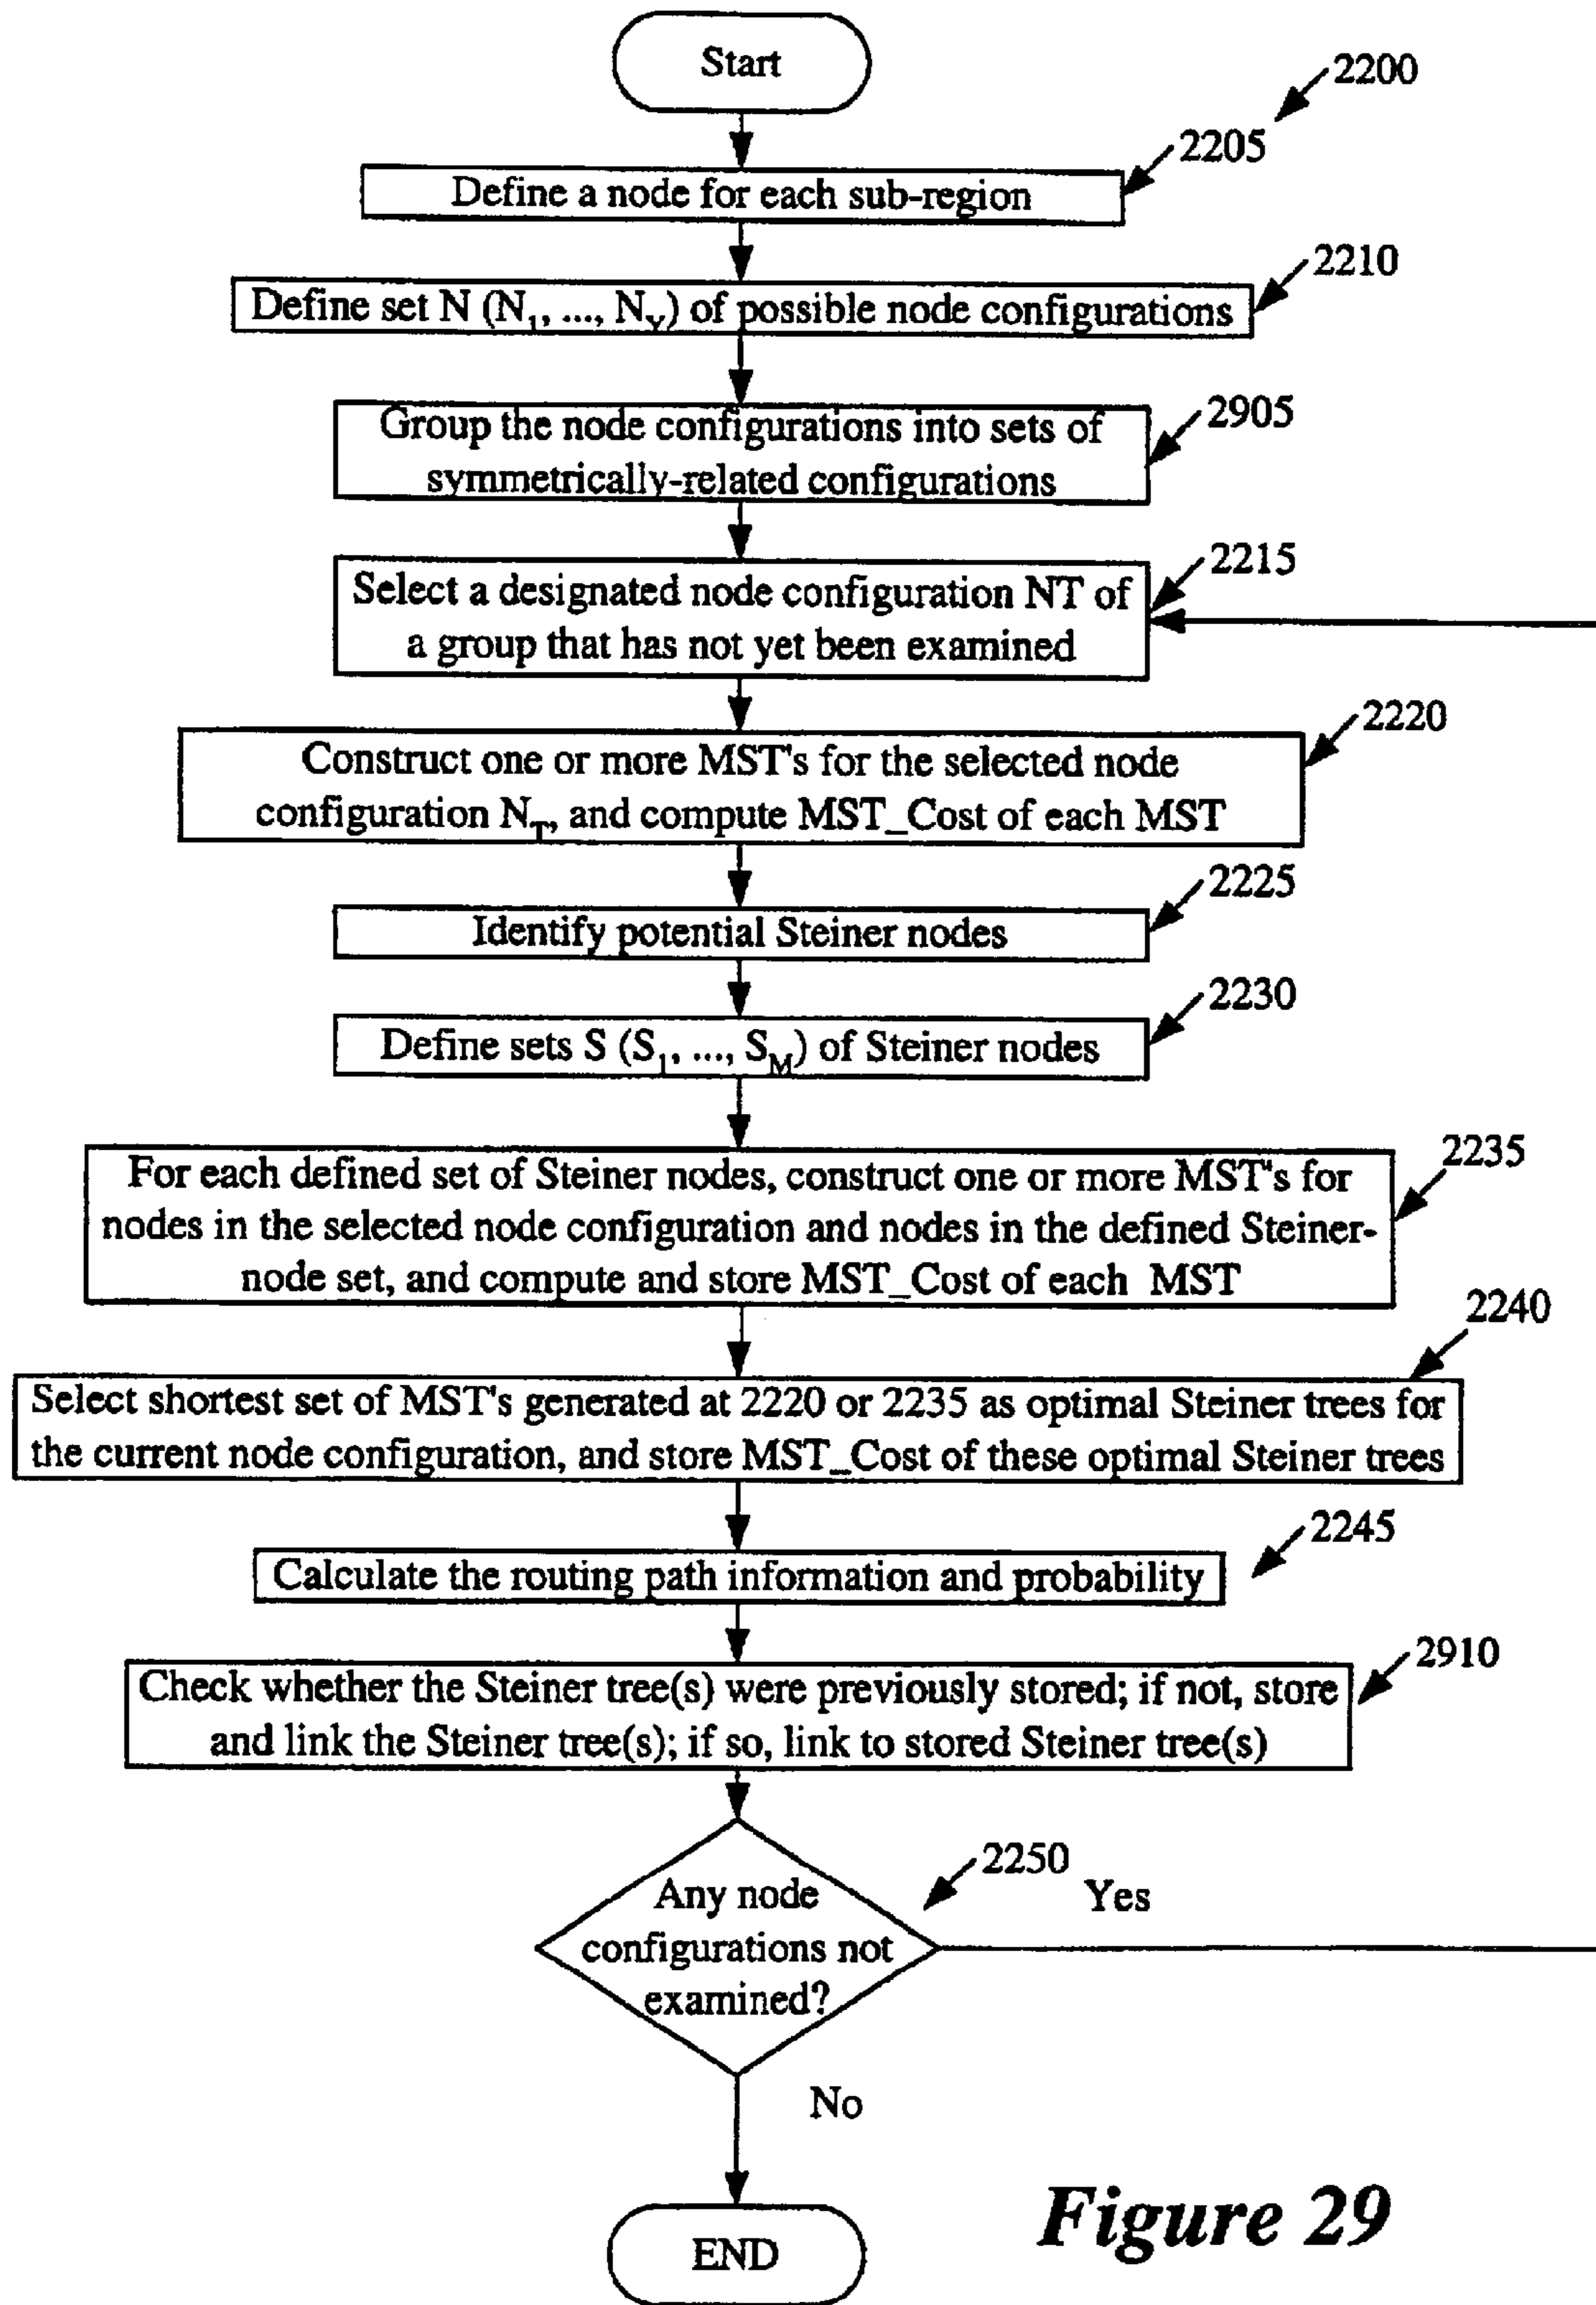 Start
2200
2205
Define a node for each sub-region
2210
Define set N (N₁, ..., Nᵧ) of possible node configurations
2905
Group the node configurations into sets of
symmetrically-related configurations
2215
Select a designated node configuration NT of
a group that has not yet been examined
2220
Construct one or more MST's for the selected node
configuration N_T, and compute MST_Cost of each MST
2225
Identify potential Steiner nodes
2230
Define sets S (S₁, ..., S_M) of Steiner nodes
2235
For each defined set of Steiner nodes, construct one or more MST's for
nodes in the selected node configuration and nodes in the defined Steiner-
node set, and compute and store MST_Cost of each MST
2240
Select shortest set of MST's generated at 2220 or 2235 as optimal Steiner trees for
the current node configuration, and store MST_Cost of these optimal Steiner trees
2245
Calculate the routing path information and probability
2910
Check whether the Steiner tree(s) were previously stored; if not, store
and link the Steiner tree(s); if so, link to stored Steiner tree(s)
2250
Yes
Any node
configurations not
examined?
No
END
Figure 29